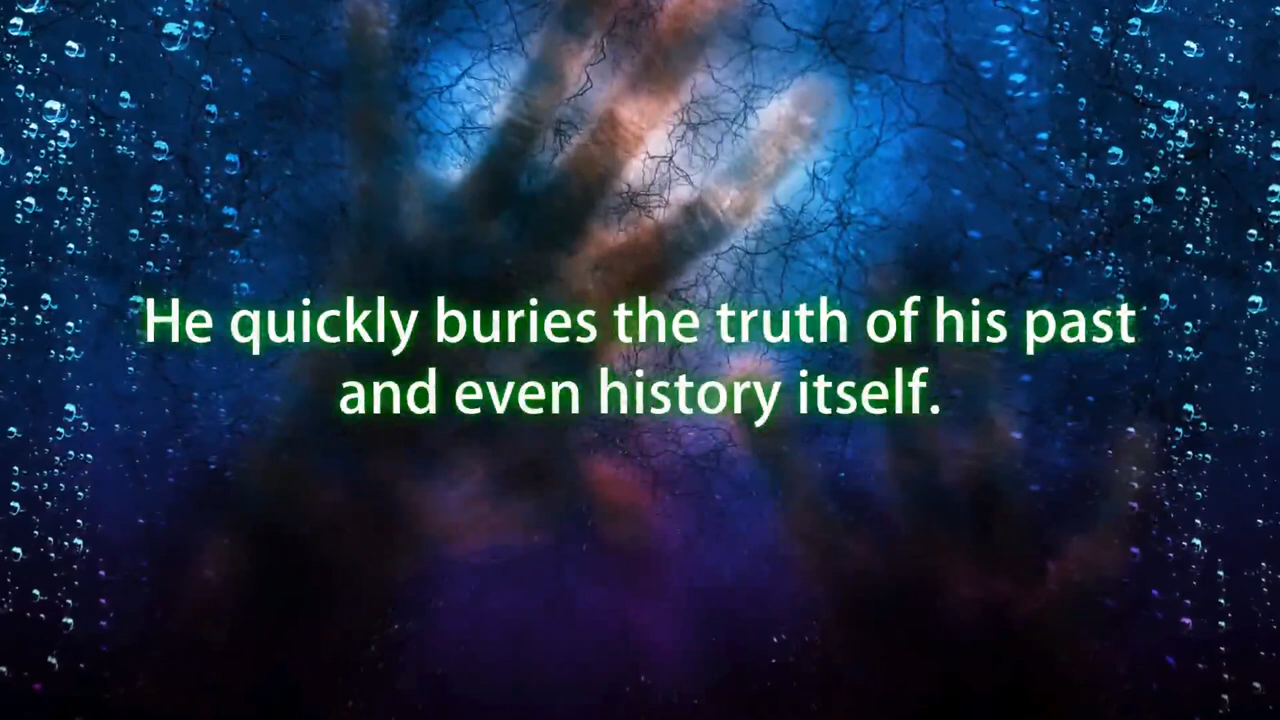 He quickly buries the truth of his past
and even history itself.